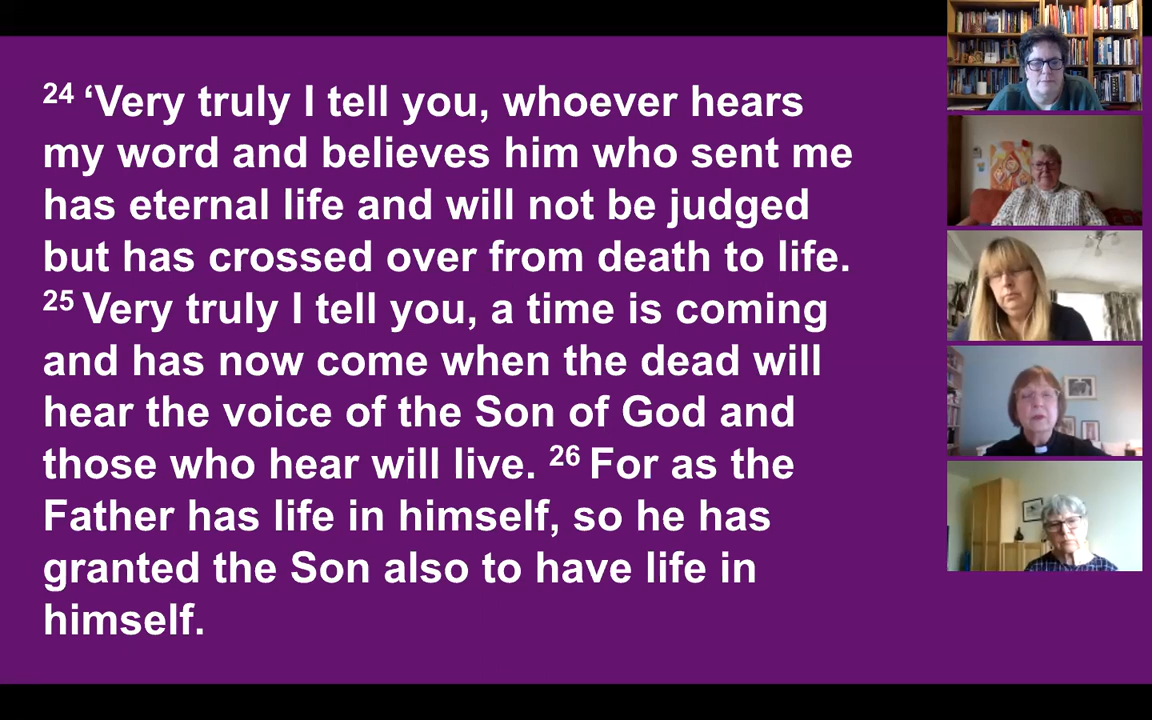 24 ‘Very truly I tell you, whoever hears
my word and believes him who sent me
has eternal life and will not be judged
but has crossed over from death to life.
25 Very truly I tell you, a time is coming
and has now come when the dead will
hear the voice of the Son of God and
those who hear will live. 26 For as the
Father has life in himself, so he has
granted the Son also to have life in
himself.